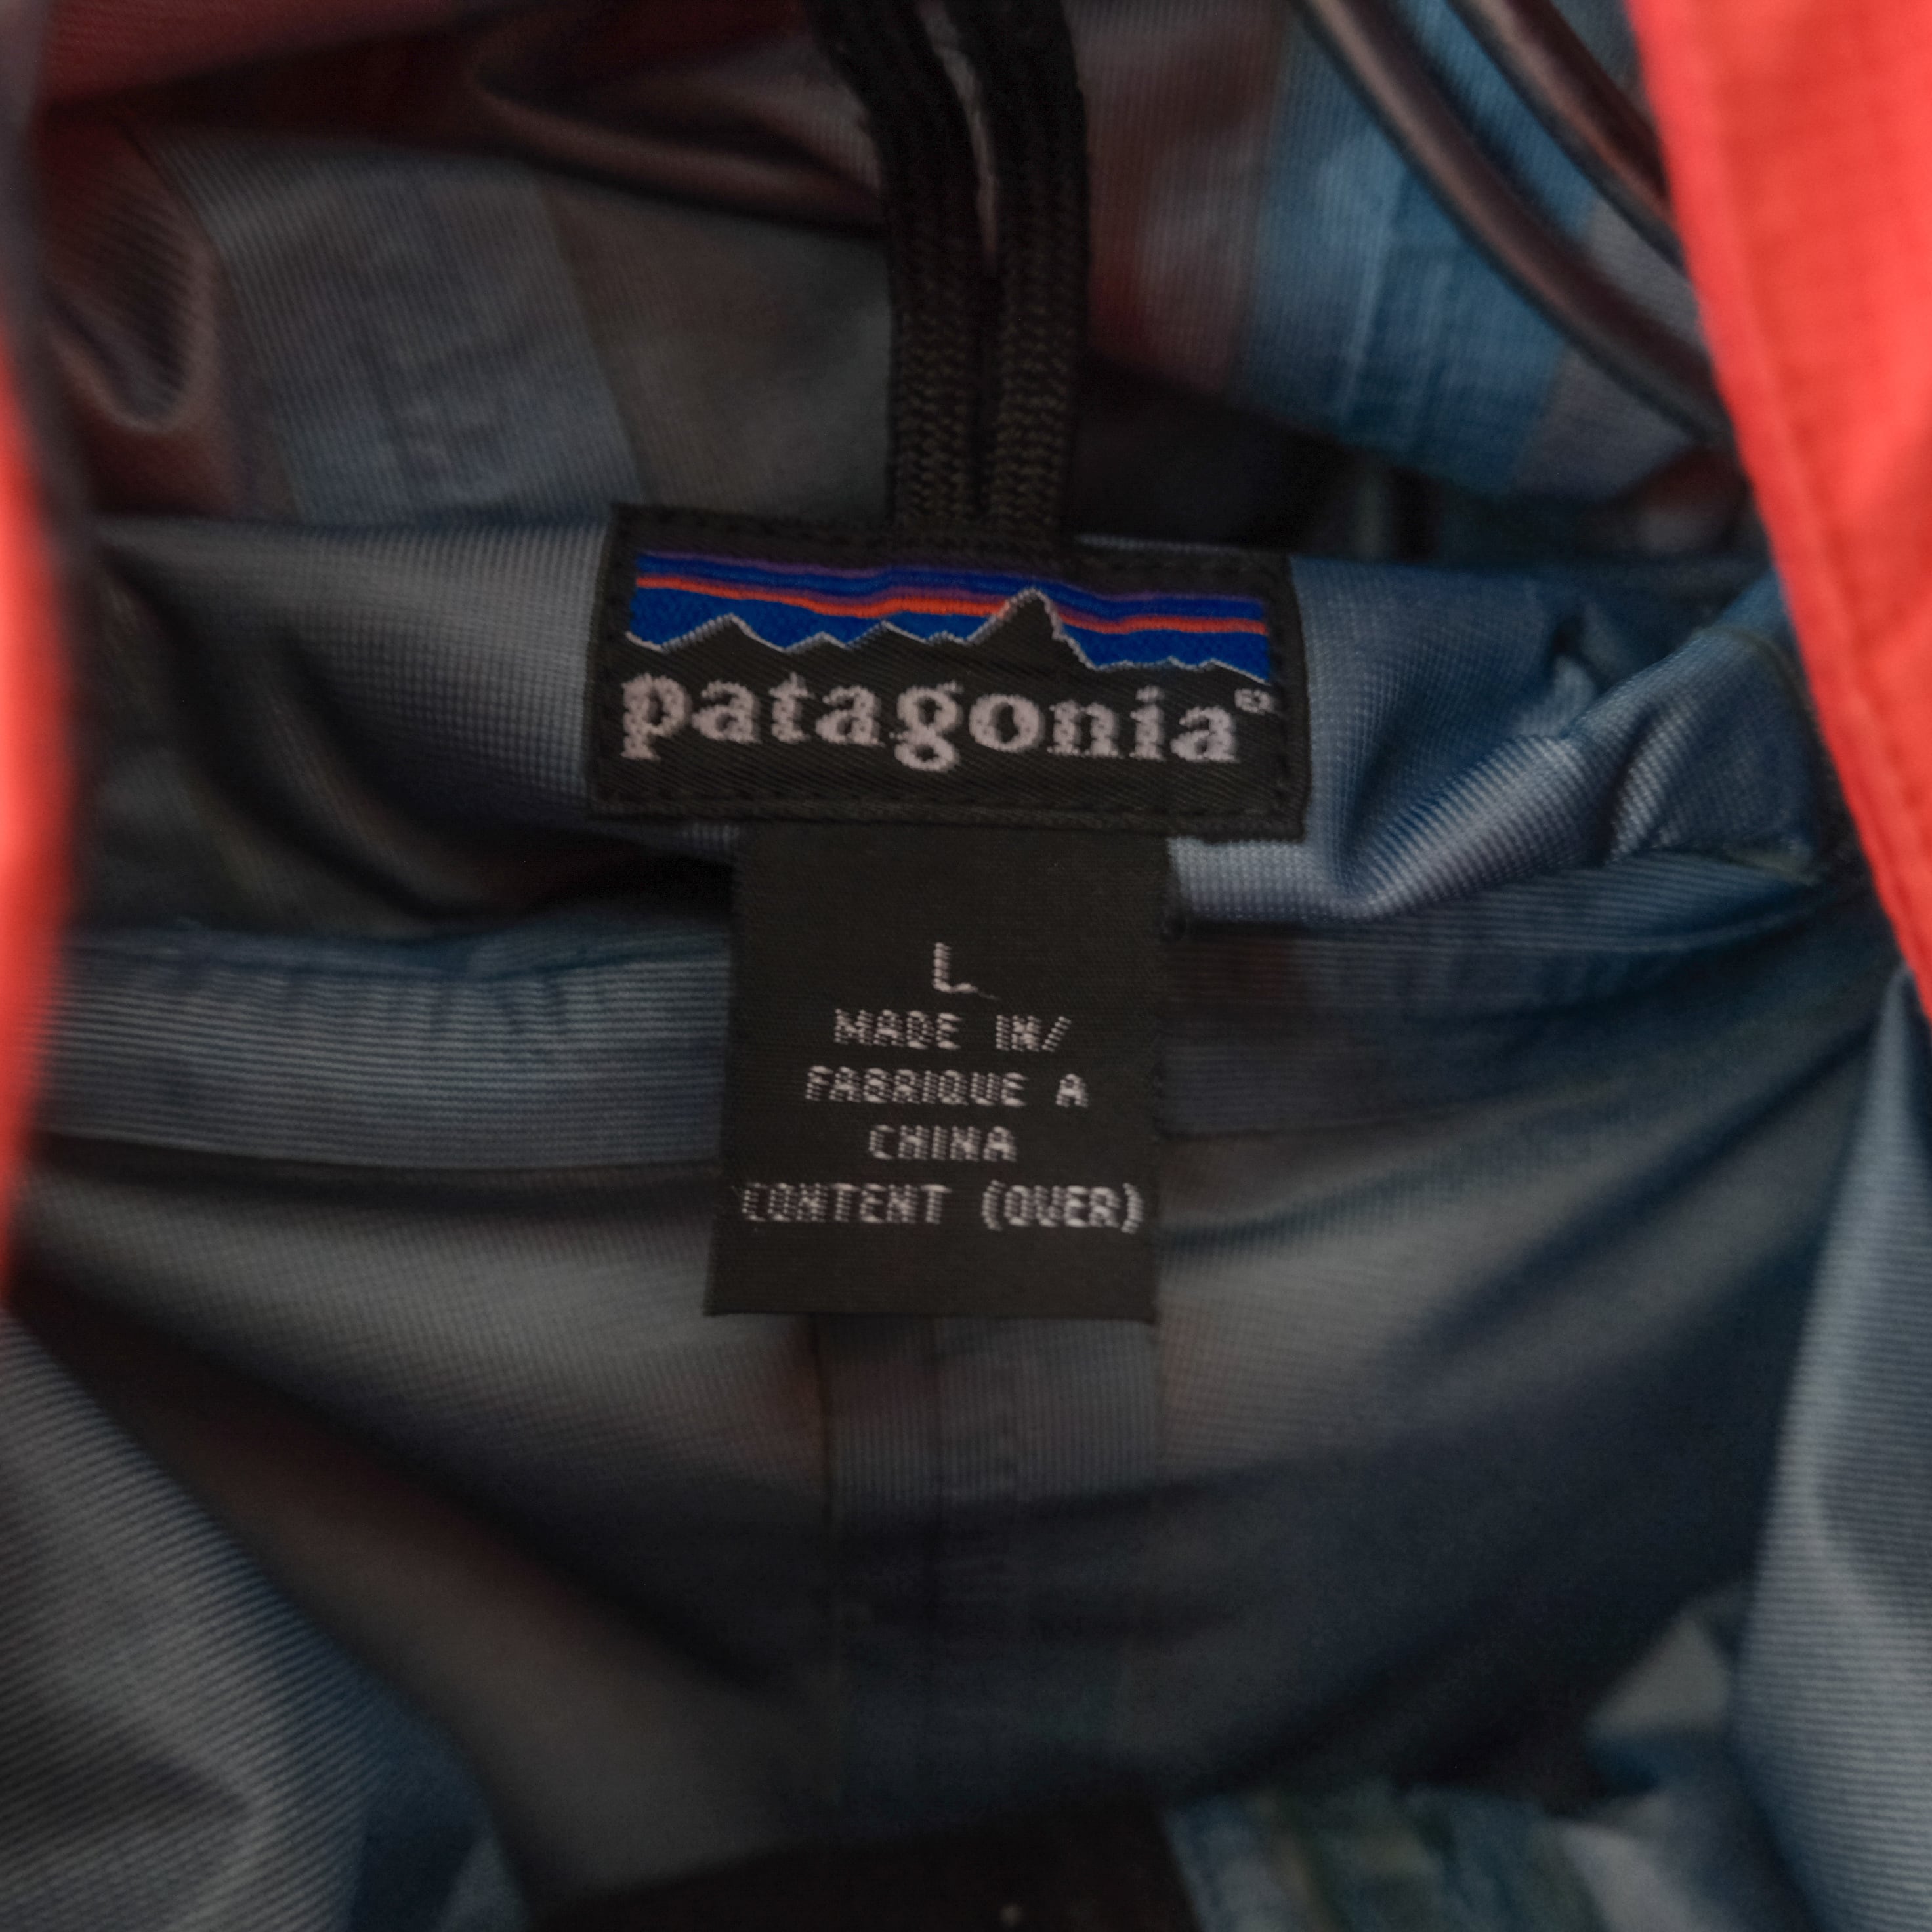 patagonia®
L
MADE IN/
FABRIQUE A
CHINA
CONTENT (OVER)